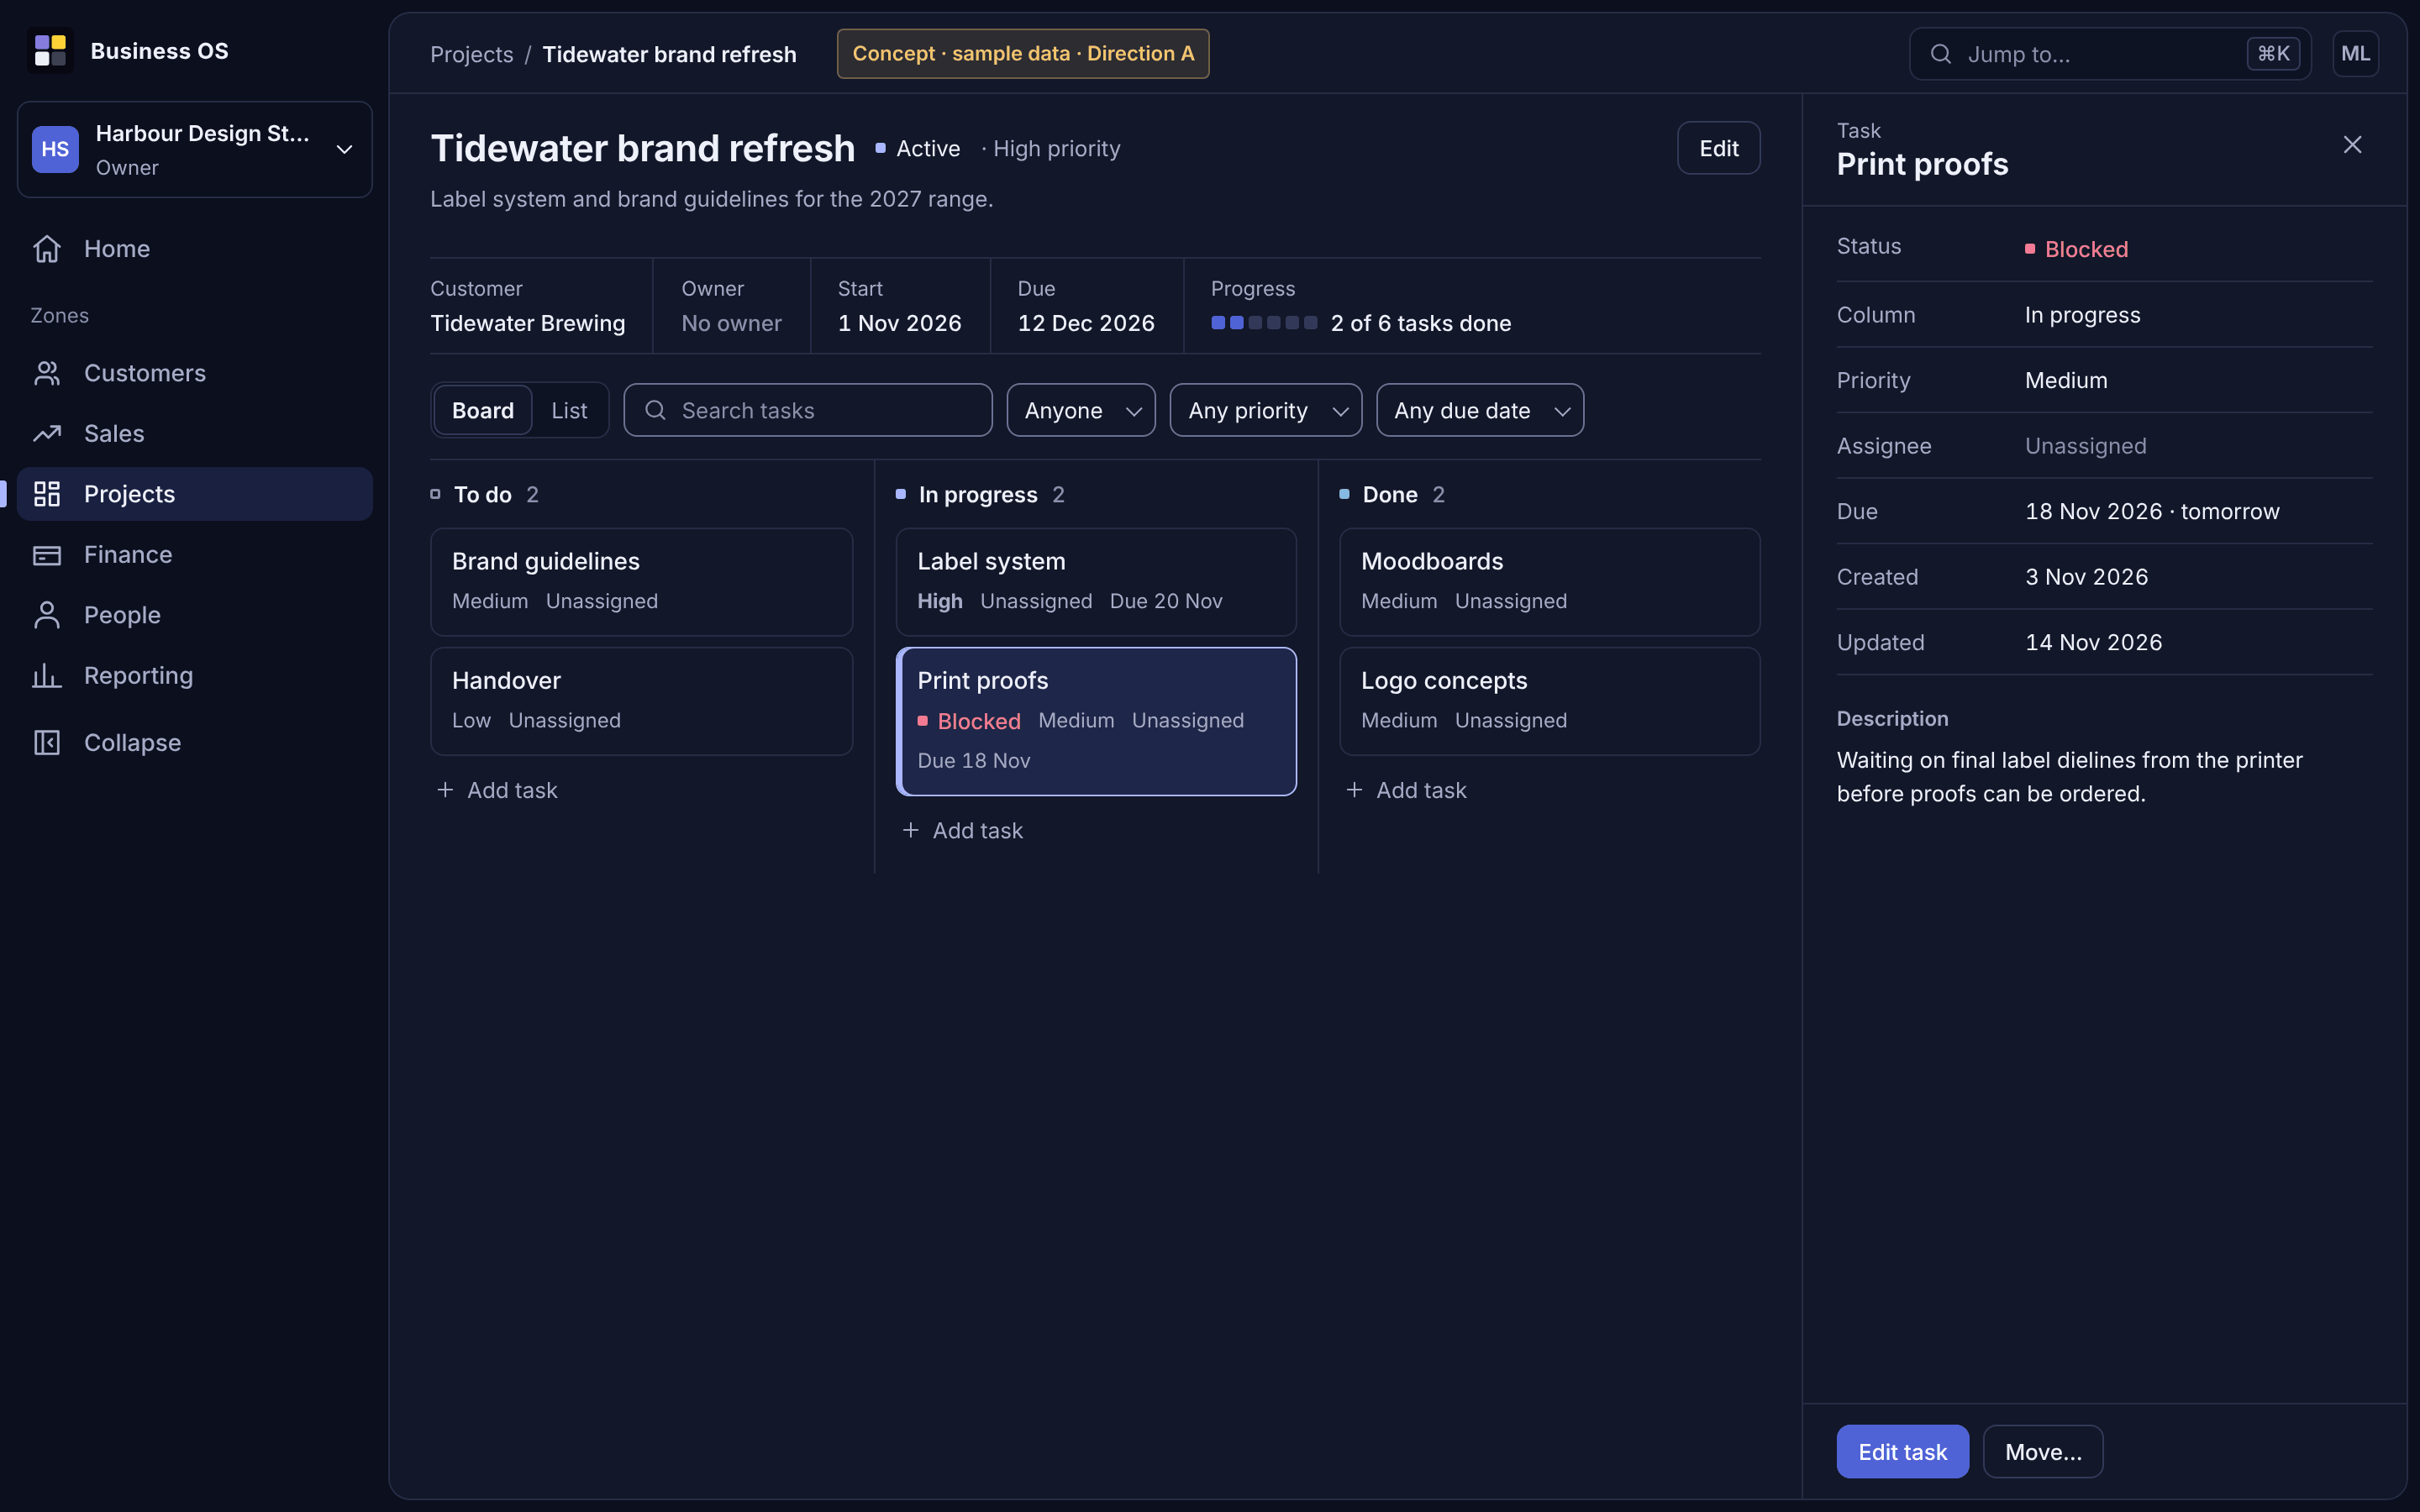 Business OS
HS
Harbour Design St...
Owner
Home
Zones
Customers
Sales
Projects
Finance
People
Reporting
Collapse
Projects / Tidewater brand refresh
Concept · sample data · Direction A
Jump to...
⌘K
ML
Tidewater brand refresh
Active · High priority
Edit
Label system and brand guidelines for the 2027 range.
Customer
Tidewater Brewing
Owner
No owner
Start
1 Nov 2026
Due
12 Dec 2026
Progress
2 of 6 tasks done
Board
List
Search tasks
Anyone
Any priority
Any due date
To do 2
Brand guidelines
Medium Unassigned
Handover
Low Unassigned
+ Add task
In progress 2
Label system
High Unassigned Due 20 Nov
Print proofs
Blocked Medium Unassigned
Due 18 Nov
+ Add task
Done 2
Moodboards
Medium Unassigned
Logo concepts
Medium Unassigned
+ Add task
Task
Print proofs
Status Blocked
Column In progress
Priority Medium
Assignee Unassigned
Due 18 Nov 2026 · tomorrow
Created 3 Nov 2026
Updated 14 Nov 2026
Description
Waiting on final label dielines from the printer
before proofs can be ordered.
Edit task
Move...